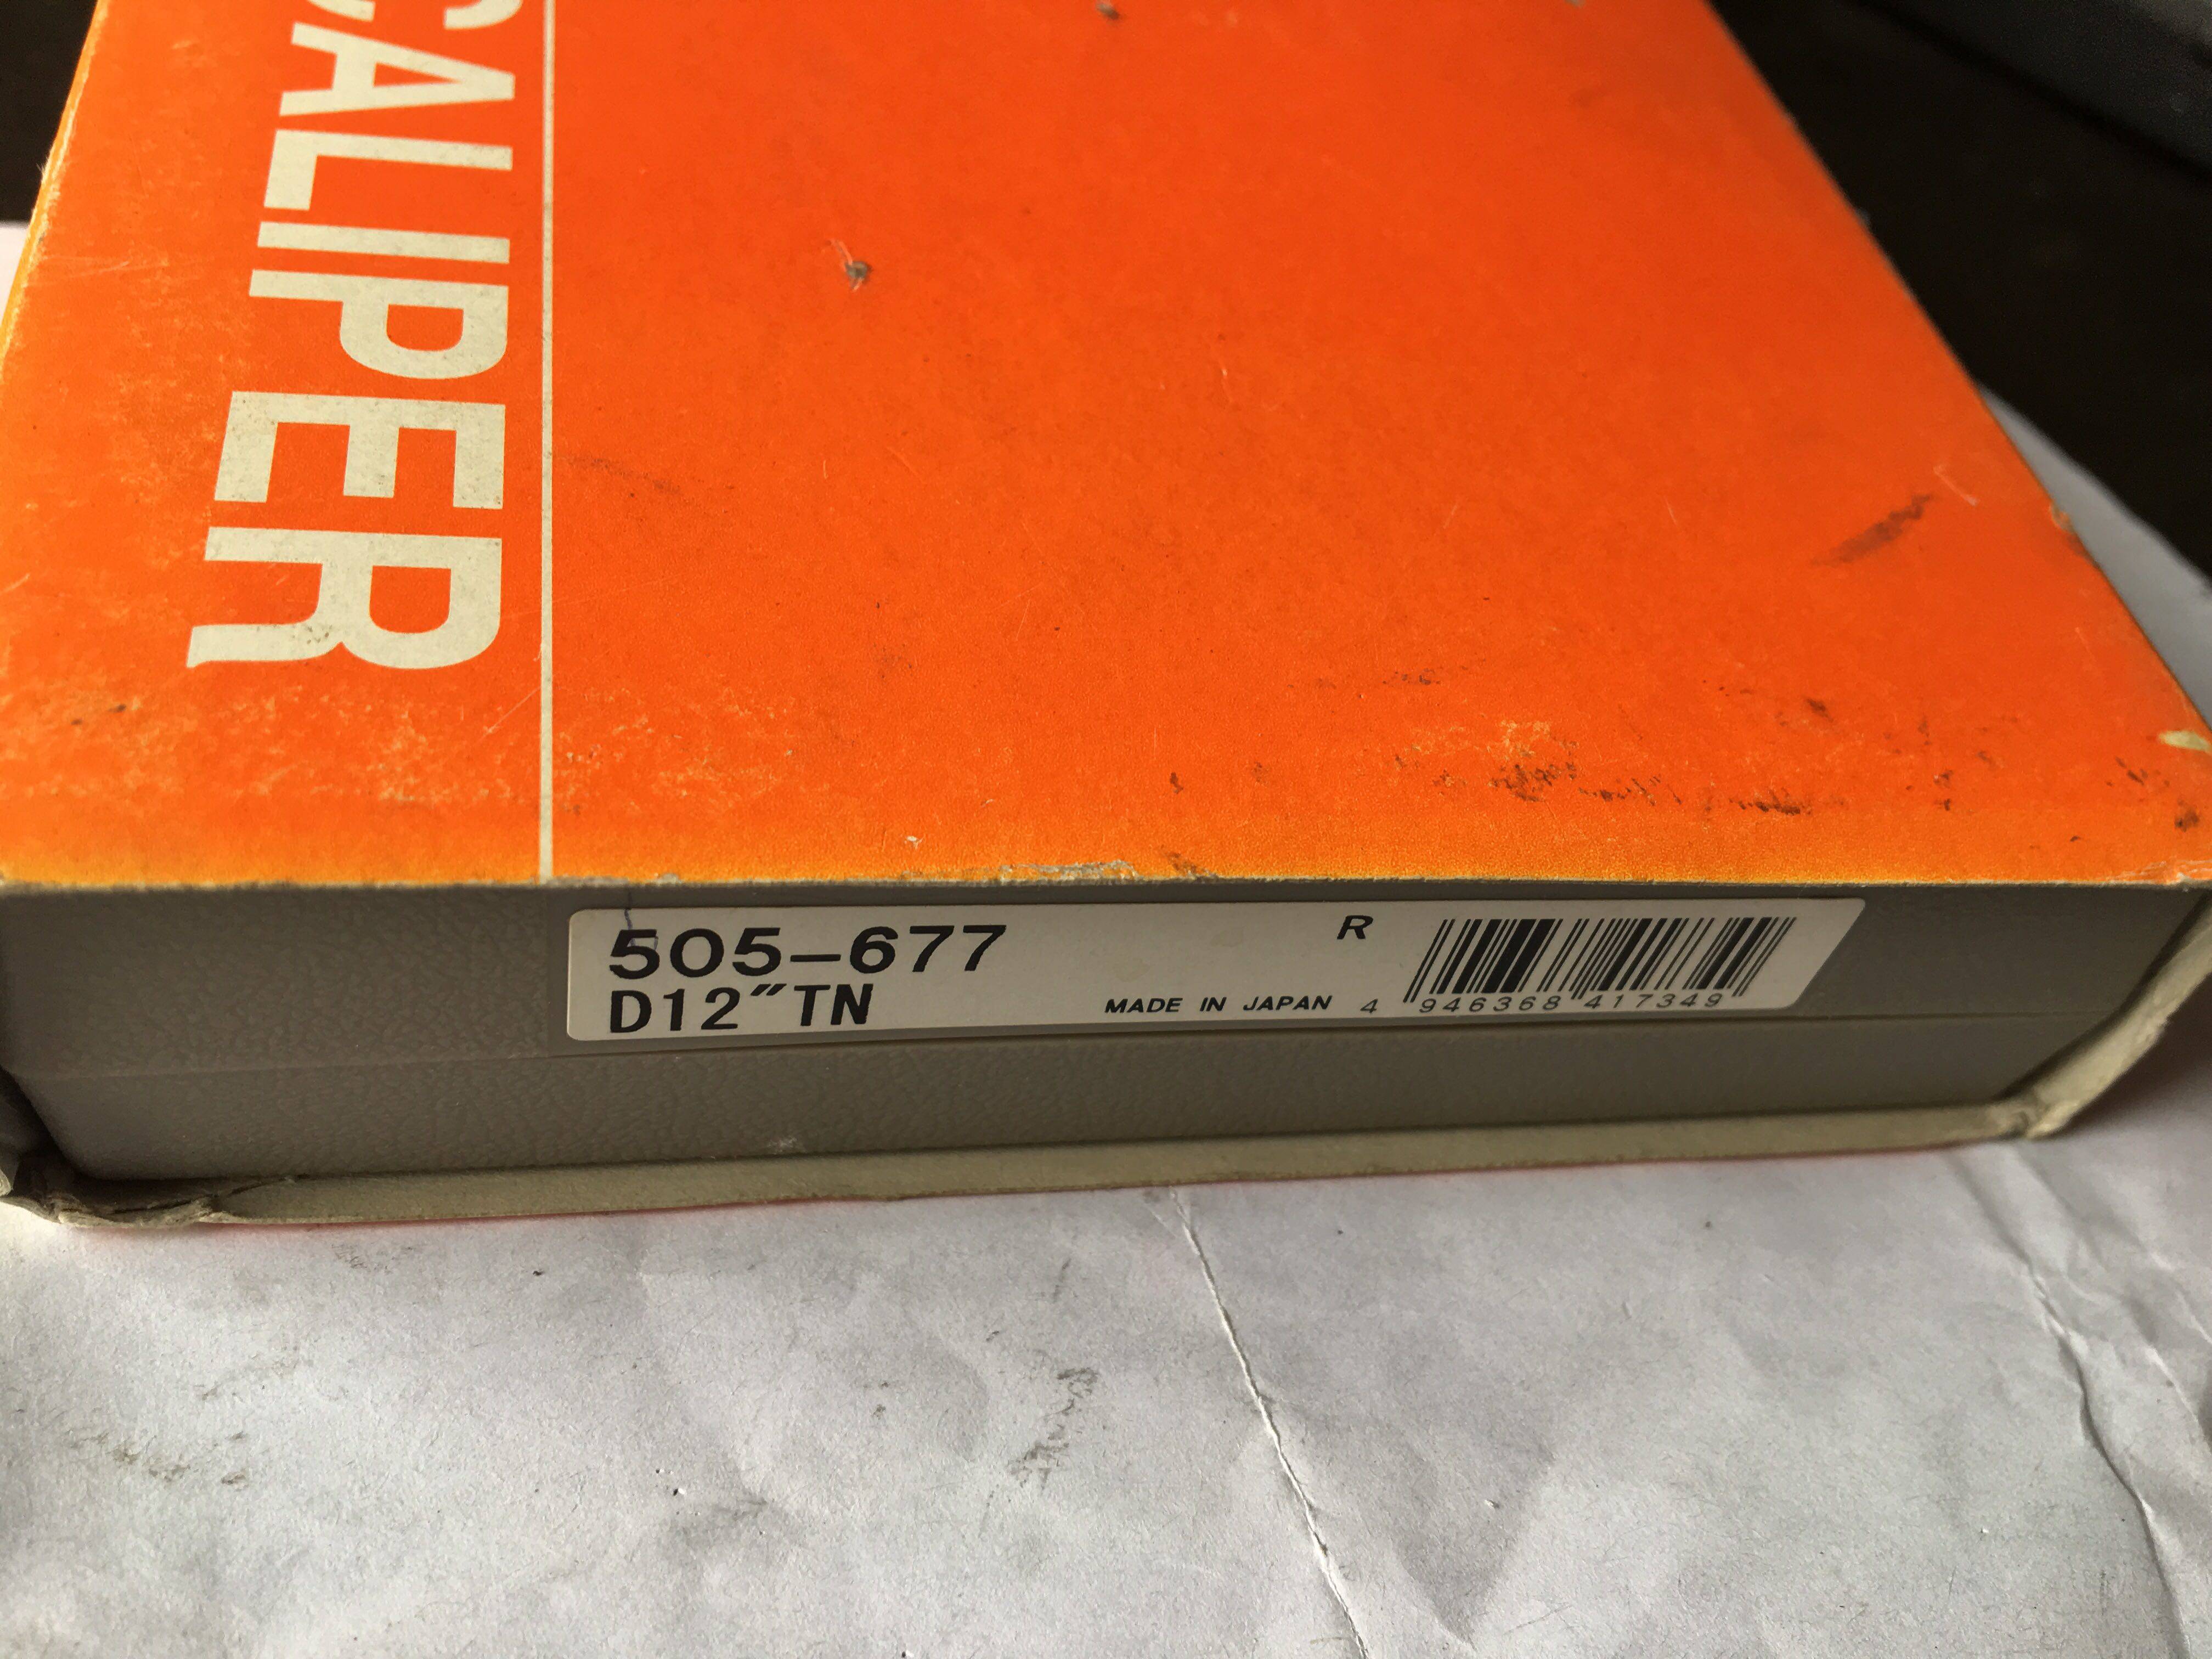 CALIPER
505-677
D12″TN
R
MADE IN JAPAN
4 946368 417349